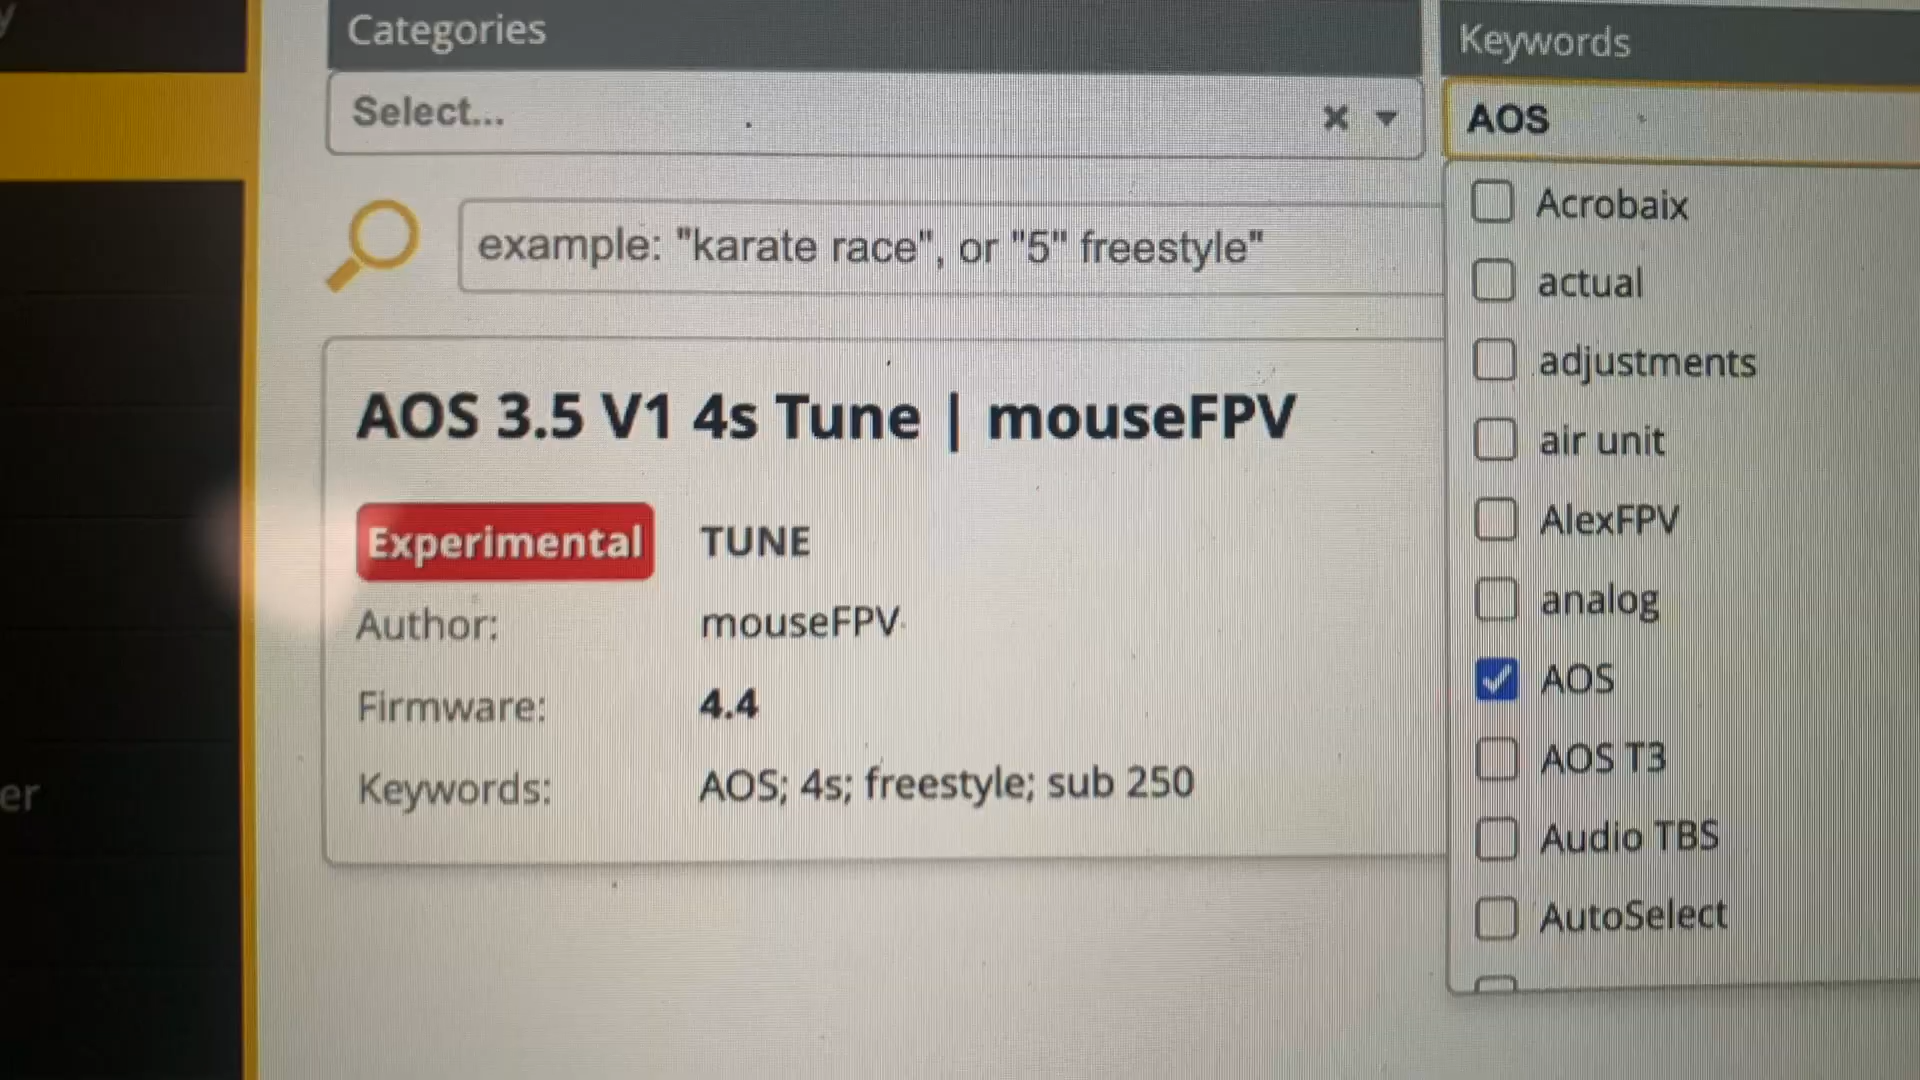 y
Categories
Keywords
Select...
AOS
example: "karate race", or "5" freestyle"
AOS 3.5 V1 4s Tune | mouseFPV
Experimental TUNE
Author: mouseFPV
Firmware: 4.4
Keywords: AOS; 4s; freestyle; sub 250
er
Acrobaix
actual
adjustments
air unit
AlexFPV
analog
AOS
AOS T3
Audio TBS
AutoSelect